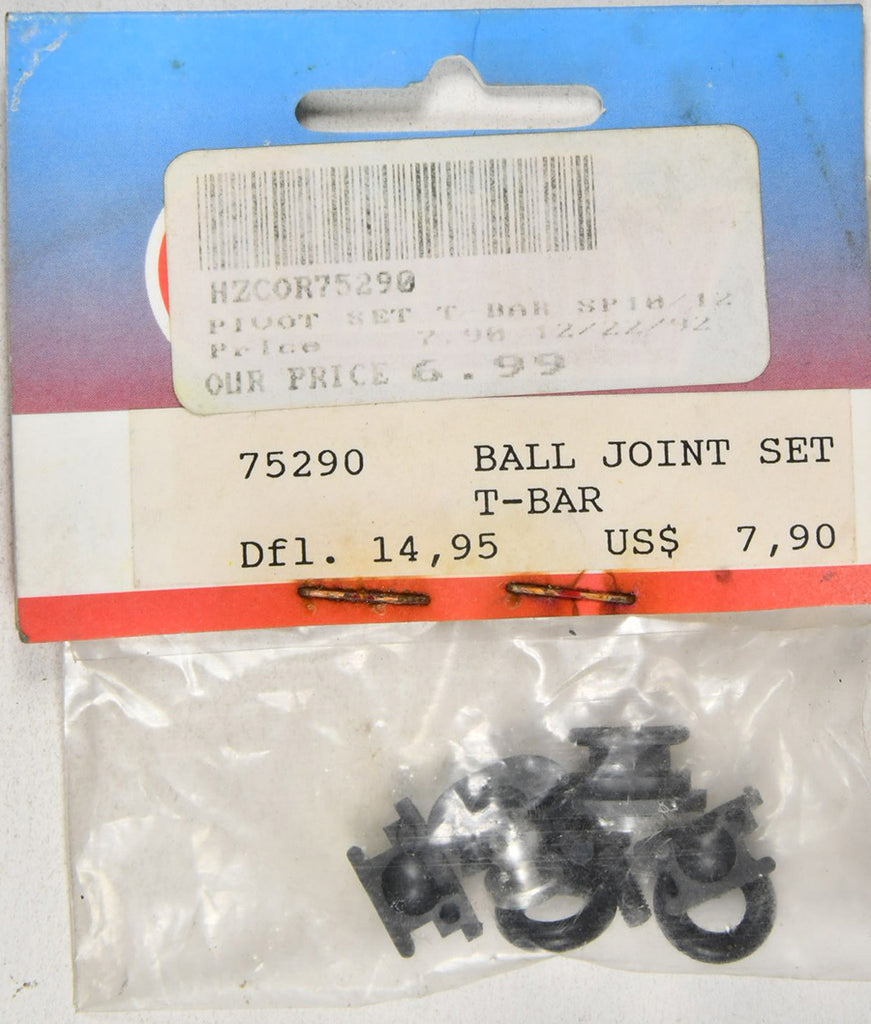 HZCOR75290
PIVOT SET T-BAR SP10/12
Price 7.90 12/22/92
OUR PRICE 6.99
75290 BALL JOINT SET
T-BAR
Dfl. 14,95 US$ 7,90